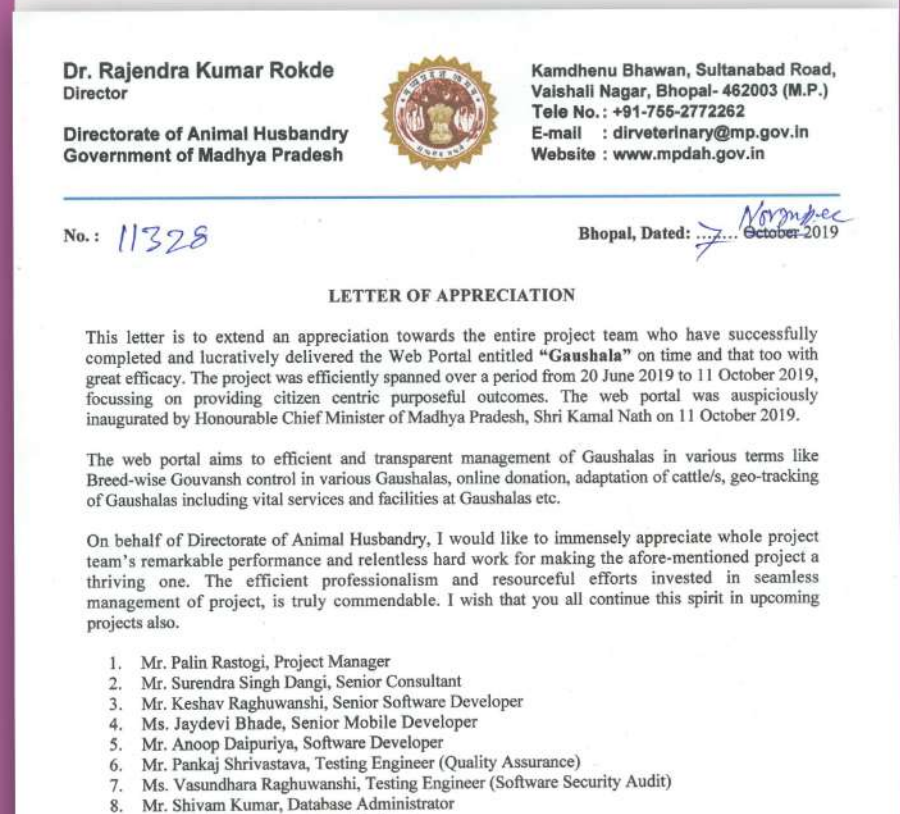 Dr. Rajendra Kumar Rokde
Director
Directorate of Animal Husbandry
Government of Madhya Pradesh
Kamdhenu Bhawan, Sultanabad Road,
Vaishali Nagar, Bhopal- 462003 (M.P.)
Tele No. : +91-755-2772262
E-mail : dirveterinary@mp.gov.in
Website : www.mpdah.gov.in
No. : 11328
November
Bhopal, Dated: ...7... October 2019
LETTER OF APPRECIATION
This letter is to extend an appreciation towards the entire project team who have successfully
completed and lucratively delivered the Web Portal entitled “Gaushala” on time and that too with
great efficacy. The project was efficiently spanned over a period from 20 June 2019 to 11 October 2019,
focussing on providing citizen centric purposeful outcomes. The web portal was auspiciously
inaugurated by Honourable Chief Minister of Madhya Pradesh, Shri Kamal Nath on 11 October 2019.
The web portal aims to efficient and transparent management of Gaushalas in various terms like
Breed-wise Gouvansh control in various Gaushalas, online donation, adaptation of cattle/s, geo-tracking
of Gaushalas including vital services and facilities at Gaushalas etc.
On behalf of Directorate of Animal Husbandry, I would like to immensely appreciate whole project
team’s remarkable performance and relentless hard work for making the afore-mentioned project a
thriving one. The efficient professionalism and resourceful efforts invested in seamless
management of project, is truly commendable. I wish that you all continue this spirit in upcoming
projects also.
1. Mr. Palin Rastogi, Project Manager
2. Mr. Surendra Singh Dangi, Senior Consultant
3. Mr. Keshav Raghuwanshi, Senior Software Developer
4. Ms. Jaydevi Bhade, Senior Mobile Developer
5. Mr. Anoop Daipuriya, Software Developer
6. Mr. Pankaj Shrivastava, Testing Engineer (Quality Assurance)
7. Ms. Vasundhara Raghuwanshi, Testing Engineer (Software Security Audit)
8. Mr. Shivam Kumar, Database Administrator